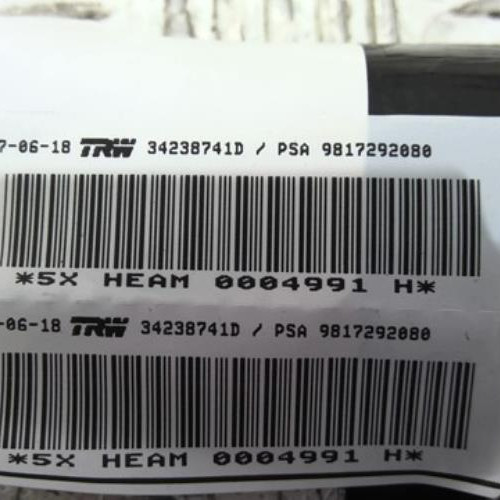 7-06-18 TRW 34238741D / PSA 9817292080
*5X HEAM 0004991 H*
-06-18 TRW 34238741D / PSA 9817292080
*5X HEAM 0004991 H*